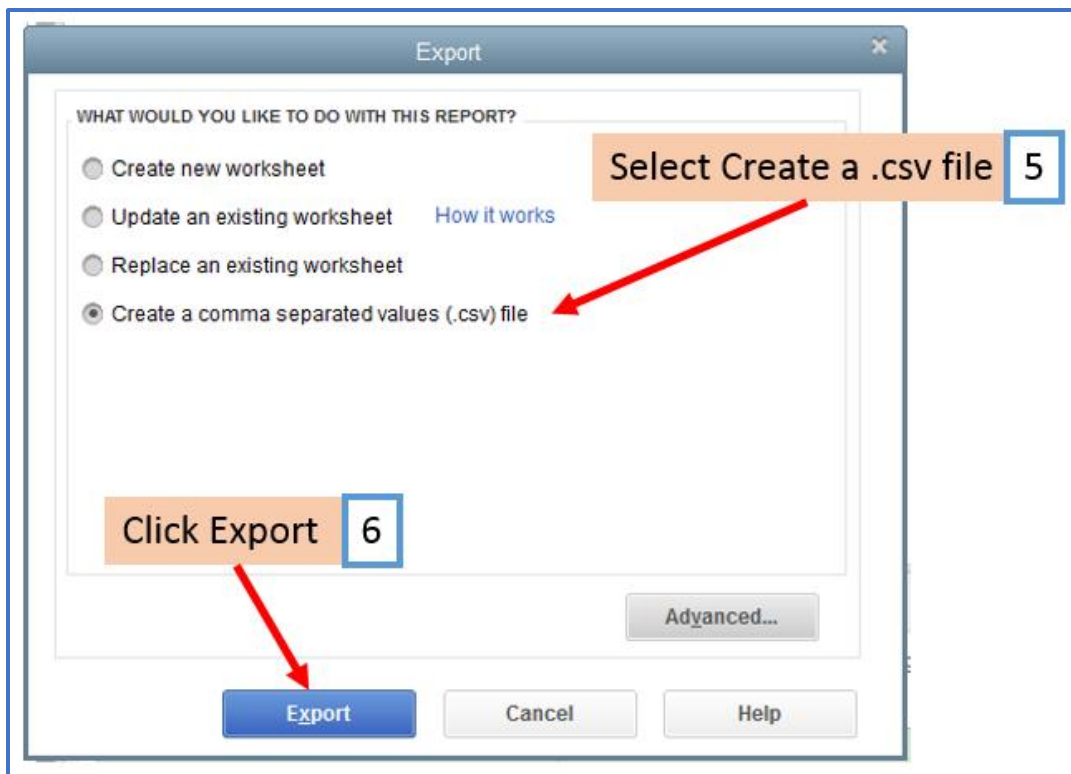 Export
WHAT WOULD YOU LIKE TO DO WITH THIS REPORT?
Create new worksheet
Select Create a .csv file 5
Update an existing worksheet How it works
Replace an existing worksheet
Create a comma separated values (.csv) file
Click Export 6
Advanced...
Export Cancel Help